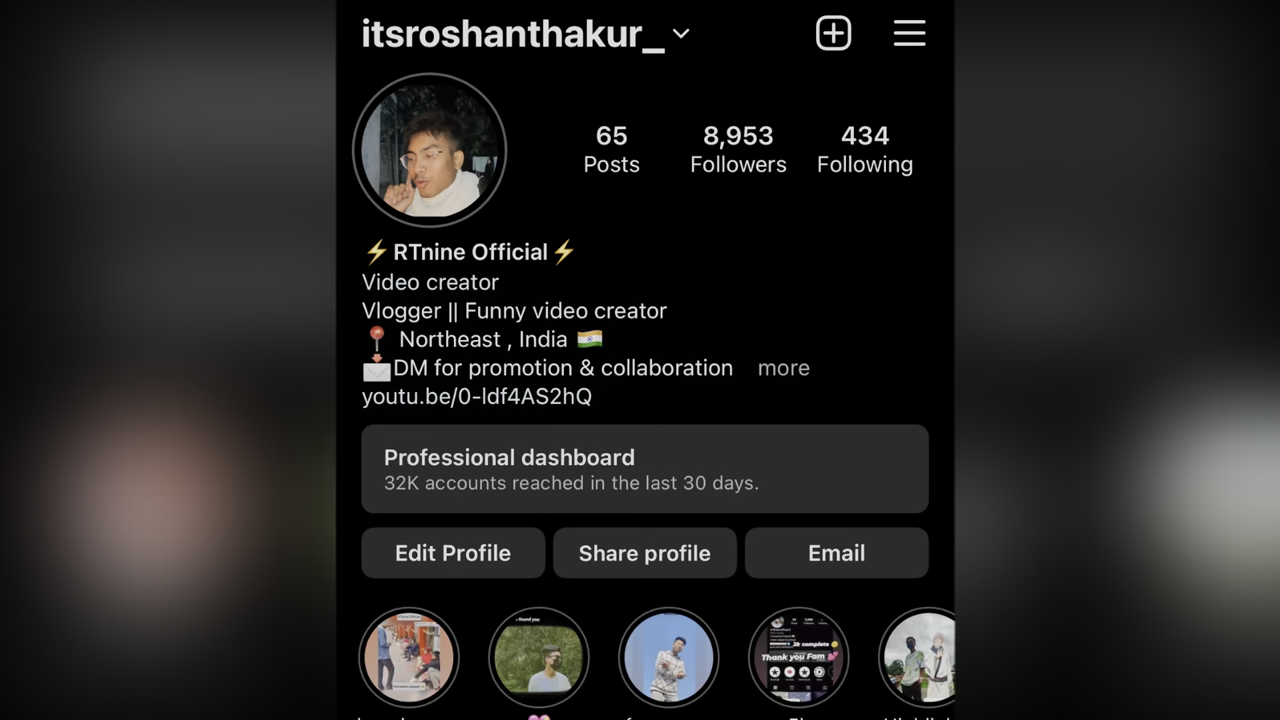 itsroshanthakur_
65
Posts
8,953
Followers
434
Following
⚡RTnine Official⚡
Video creator
Vlogger || Funny video creator
📍 Northeast , India 🇮🇳
📩DM for promotion & collaboration more
youtu.be/0-ldf4AS2hQ
Professional dashboard
32K accounts reached in the last 30 days.
Edit Profile
Share profile
Email
2k complete
Thank you Fam